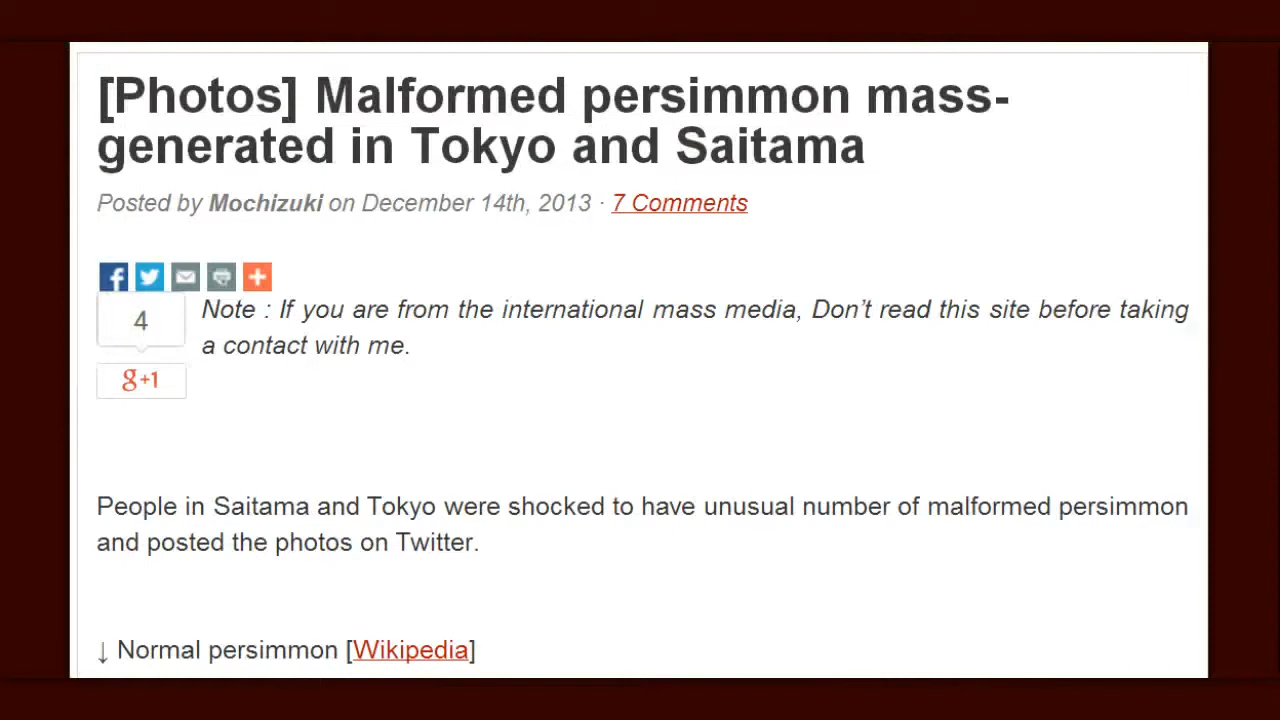 [Photos] Malformed persimmon mass-
generated in Tokyo and Saitama
Posted by Mochizuki on December 14th, 2013 · 7 Comments
4
Note : If you are from the international mass media, Don’t read this site before taking
a contact with me.
g+1
People in Saitama and Tokyo were shocked to have unusual number of malformed persimmon
and posted the photos on Twitter.
↓ Normal persimmon [Wikipedia]